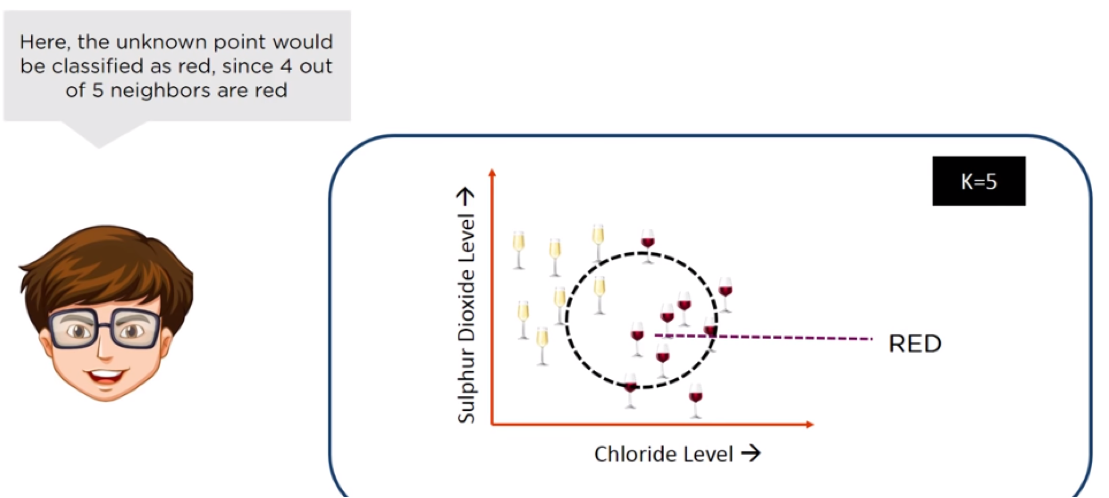 Here, the unknown point would
be classified as red, since 4 out
of 5 neighbors are red
K=5
Sulphur Dioxide Level →
RED
Chloride Level →